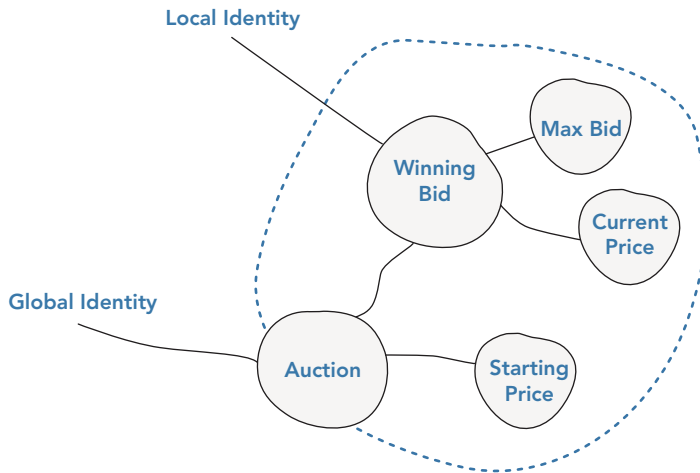 Local Identity
Max Bid
Winning
Bid
Current
Price
Global Identity
Auction
Starting
Price